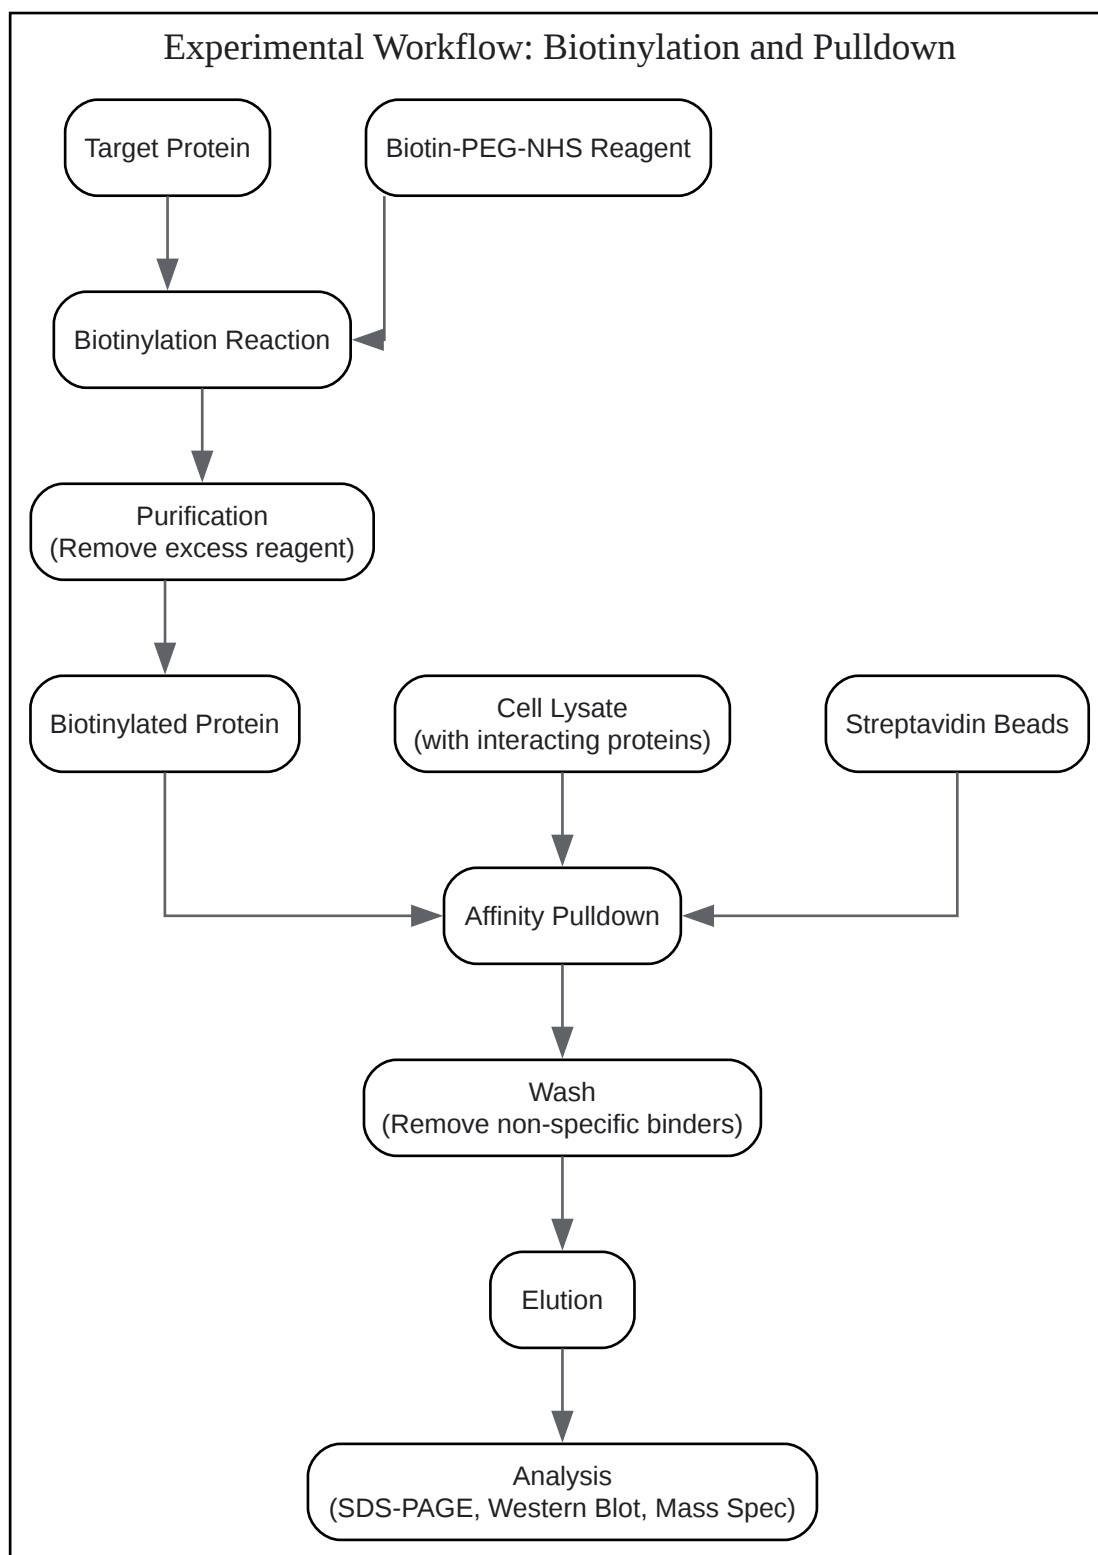 Experimental Workflow: Biotinylation and Pulldown
Target Protein
Biotin-PEG-NHS Reagent
Biotinylation Reaction
Purification
(Remove excess reagent)
Biotinylated Protein
Cell Lysate
(with interacting proteins)
Streptavidin Beads
Affinity Pulldown
Wash
(Remove non-specific binders)
Elution
Analysis
(SDS-PAGE, Western Blot, Mass Spec)